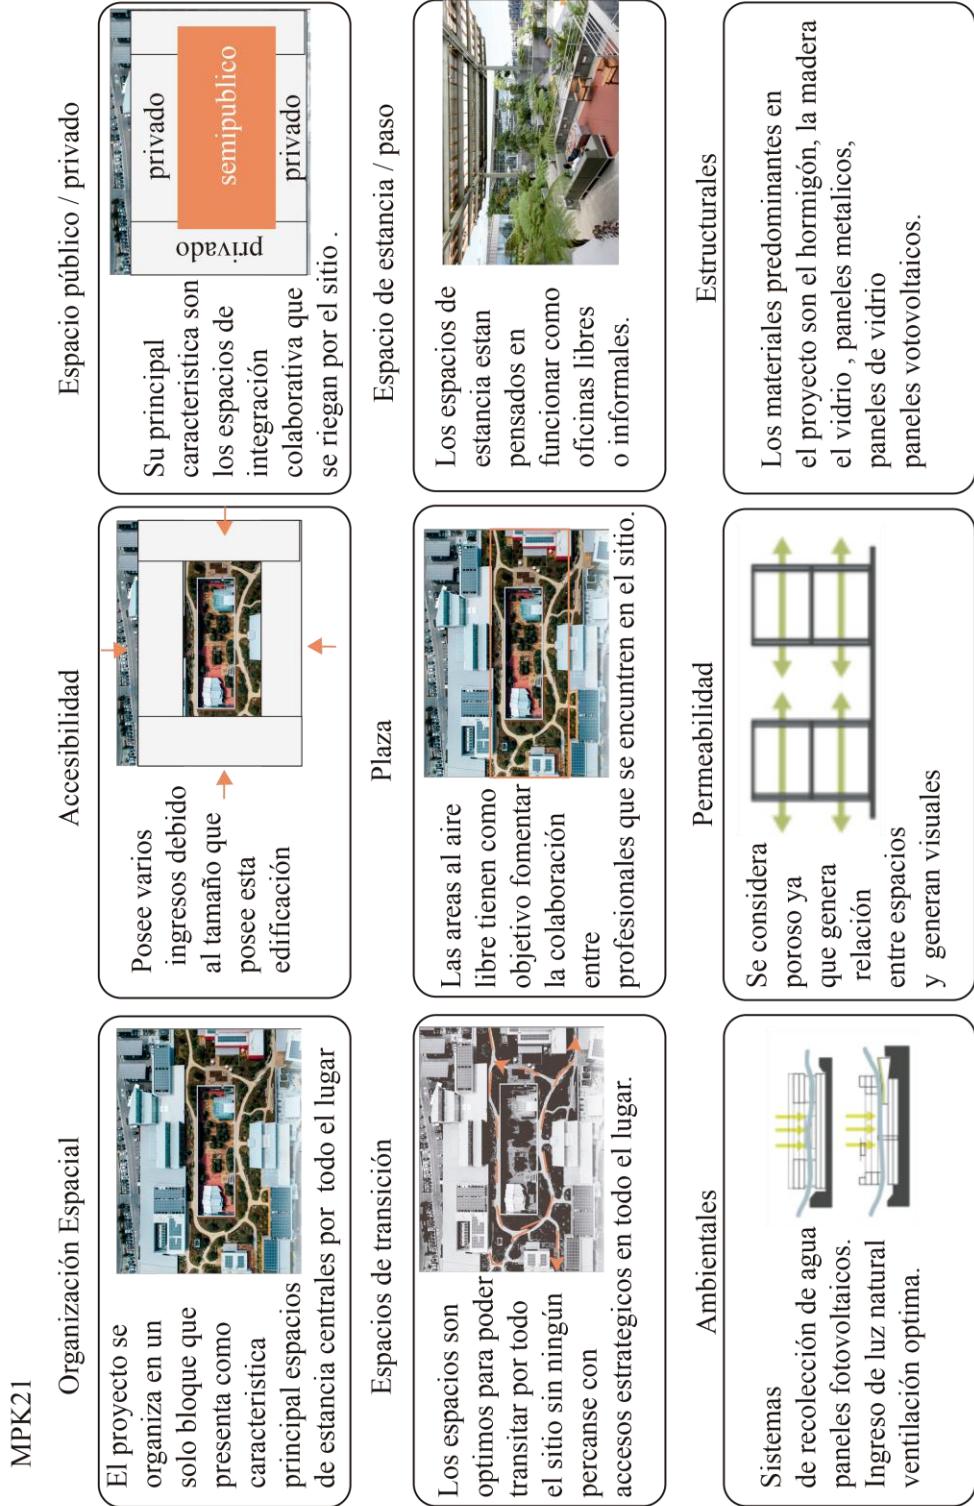 MPK21
Organización Espacial
El proyecto se
organiza en un
solo bloque que
presenta como
caracteristica
principal espacios
de estancia centrales por todo el lugar
Accesibilidad
Posee varios
ingresos debido
al tamaño que
posee esta
edificación
Espacio público / privado
Su principal
caracteristica son
los espacios de
integración
colaborativa que
se riegan por el sitio .
privado
privado
semipublico
privado
Espacios de transición
Los espacios son
optimos para poder
transitar por todo
el sitio sin ningún
percanse con
accesos estrategicos en todo el lugar.
Plaza
Las areas al aire
libre tienen como
objetivo fomentar
la colaboración
entre
profesionales que se encuntren en el sitio.
Espacio de estancia / paso
Los espacios de
estancia estan
pensados en
funcionar como
oficinas libres
o informales.
Ambientales
Sistemas
de recolección de agua
paneles fotovoltaicos.
Ingreso de luz natural
ventilación optima.
Permeabilidad
Se considera
poroso ya
que genera
relación
entre espacios
y generan visuales
Estructurales
Los materiales predominantes en
el proyecto son el hormigón, la madera
el vidrio , paneles metalicos,
paneles de vidrio
paneles votovoltaicos.